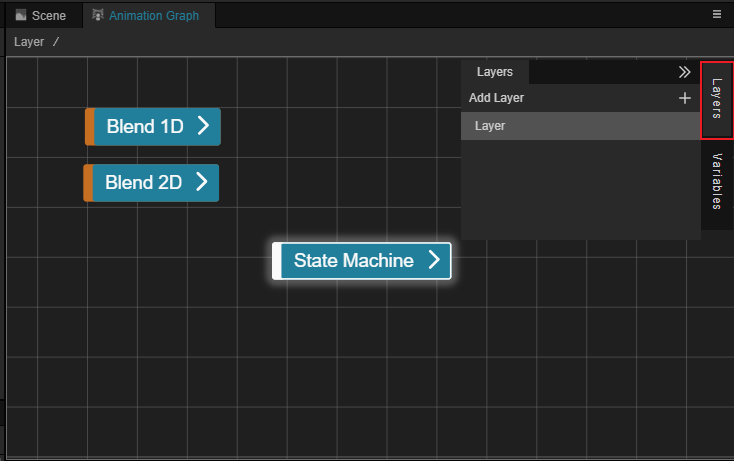 Scene
Animation Graph
Layer /
Layers
Add Layer
Layer
Layers
Variables
Blend 1D
Blend 2D
State Machine